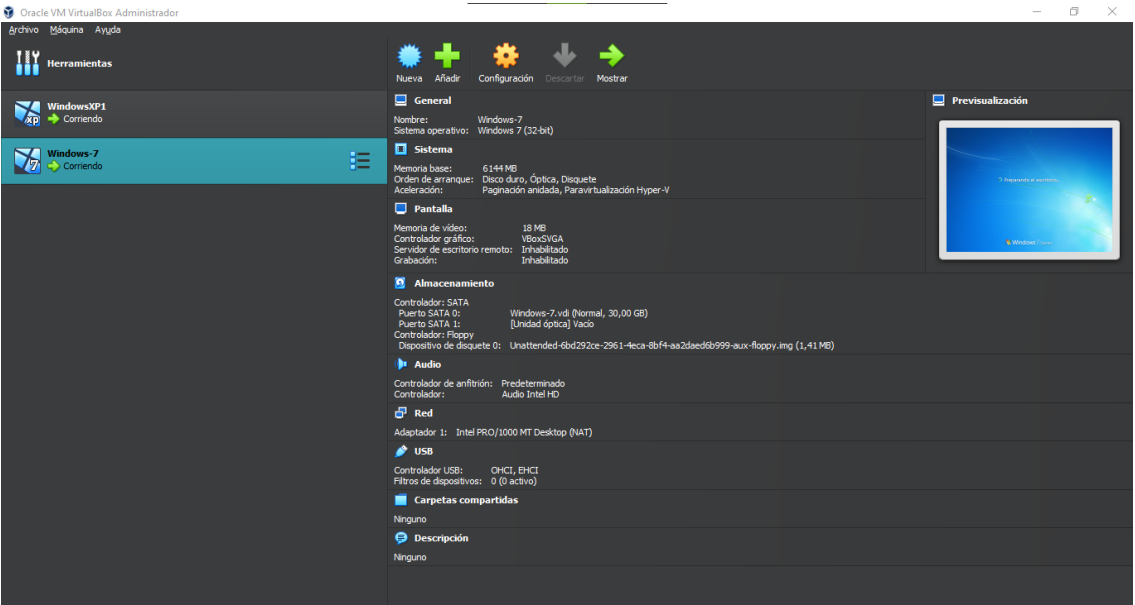 Oracle VM VirtualBox Administrador
Archivo Máquina Ayuda
Herramientas
Nueva Añadir Configuración Descartar Mostrar
WindowsXP1
Corriendo
Windows-7
Corriendo
General
Nombre: Windows-7
Sistema operativo: Windows 7 (32-bit)
Sistema
Memoria base: 6144 MB
Orden de arranque: Disco duro, Óptica, Disquete
Aceleración: Paginación anidada, Paravirtualización Hyper-V
Pantalla
Memoria de vídeo: 18 MB
Controlador gráfico: VBoxSVGA
Servidor de escritorio remoto: Inhabilitado
Grabación: Inhabilitado
Previsualización
Preparando el escritorio...
Windows 7
Almacenamiento
Controlador: SATA
Puerto SATA 0: Windows-7.vdi (Normal, 30,00 GB)
Puerto SATA 1: [Unidad óptica] Vacío
Controlador: Floppy
Dispositivo de disquete 0: Unattended-6bd292ce-2961-4eca-8bf4-aa2daed6b999-aux-floppy.img (1,41 MB)
Audio
Controlador de anfitrión: Predeterminado
Controlador: Audio Intel HD
Red
Adaptador 1: Intel PRO/1000 MT Desktop (NAT)
USB
Controlador USB: OHCI, EHCI
Filtros de dispositivos: 0 (0 activo)
Carpetas compartidas
Ninguno
Descripción
Ninguno